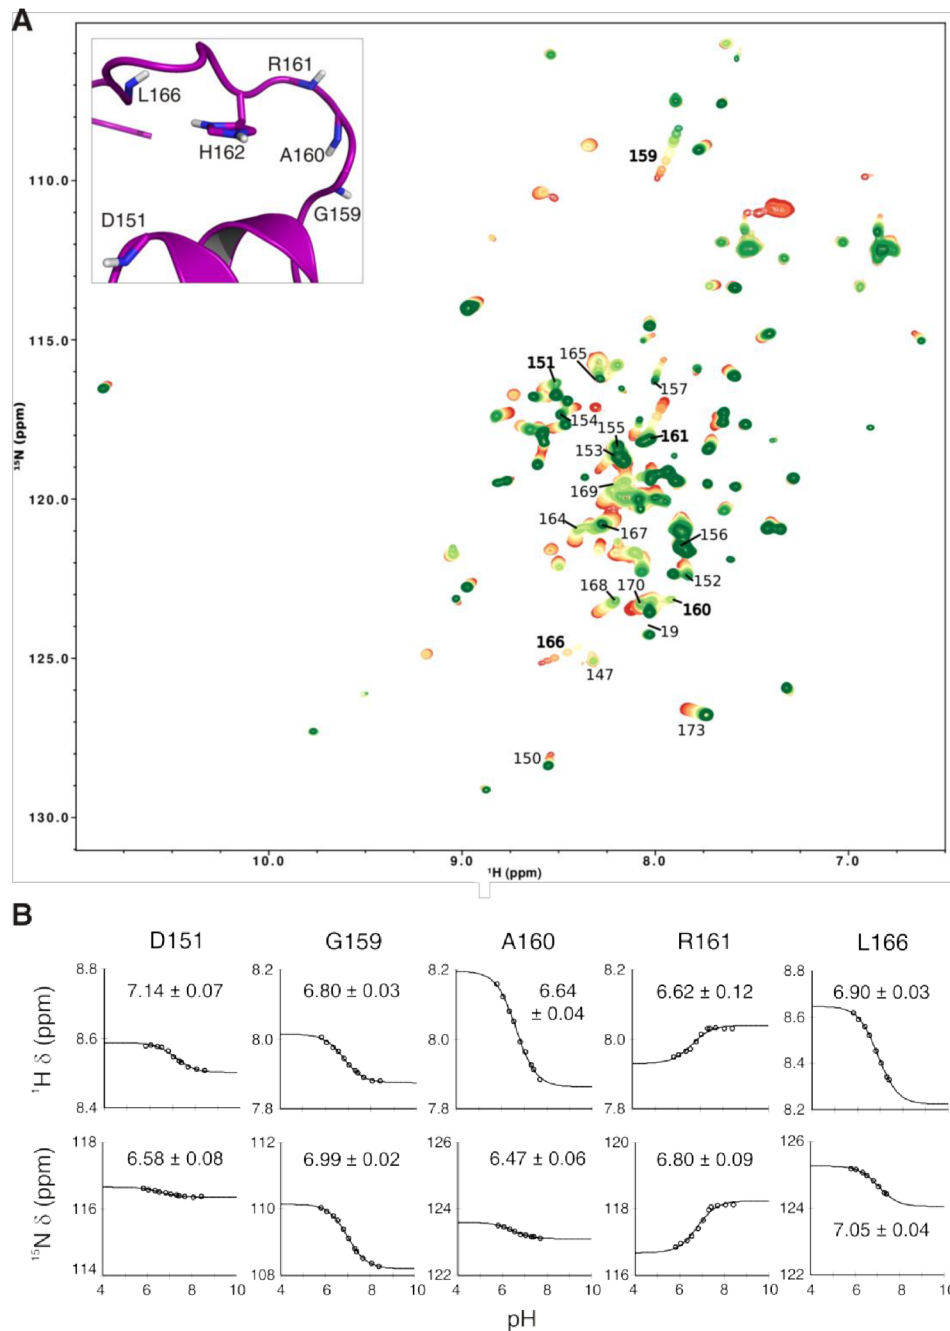 A
R161
L166
H162
A160
G159
D151
159
110.0
115.0
120.0
125.0
130.0
¹⁵N (ppm)
151
165
157
154
155
161
153
169
164
167
156
152
168
170
160
19
166
147
173
150
10.0
9.0
8.0
7.0
¹H (ppm)
B
D151
G159
A160
R161
L166
¹H δ (ppm)
8.8
8.6
8.4
7.14 ± 0.07
8.2
8.0
7.8
6.80 ± 0.03
8.2
8.0
7.8
6.64
± 0.04
8.2
8.0
7.8
6.62 ± 0.12
8.8
8.6
8.4
8.2
6.90 ± 0.03
¹⁵N δ (ppm)
118
116
114
6.58 ± 0.08
112
110
108
6.99 ± 0.02
126
124
122
6.47 ± 0.06
120
118
116
6.80 ± 0.09
126
124
122
7.05 ± 0.04
4 6 8 10
4 6 8 10
4 6 8 10
4 6 8 10
4 6 8 10
pH